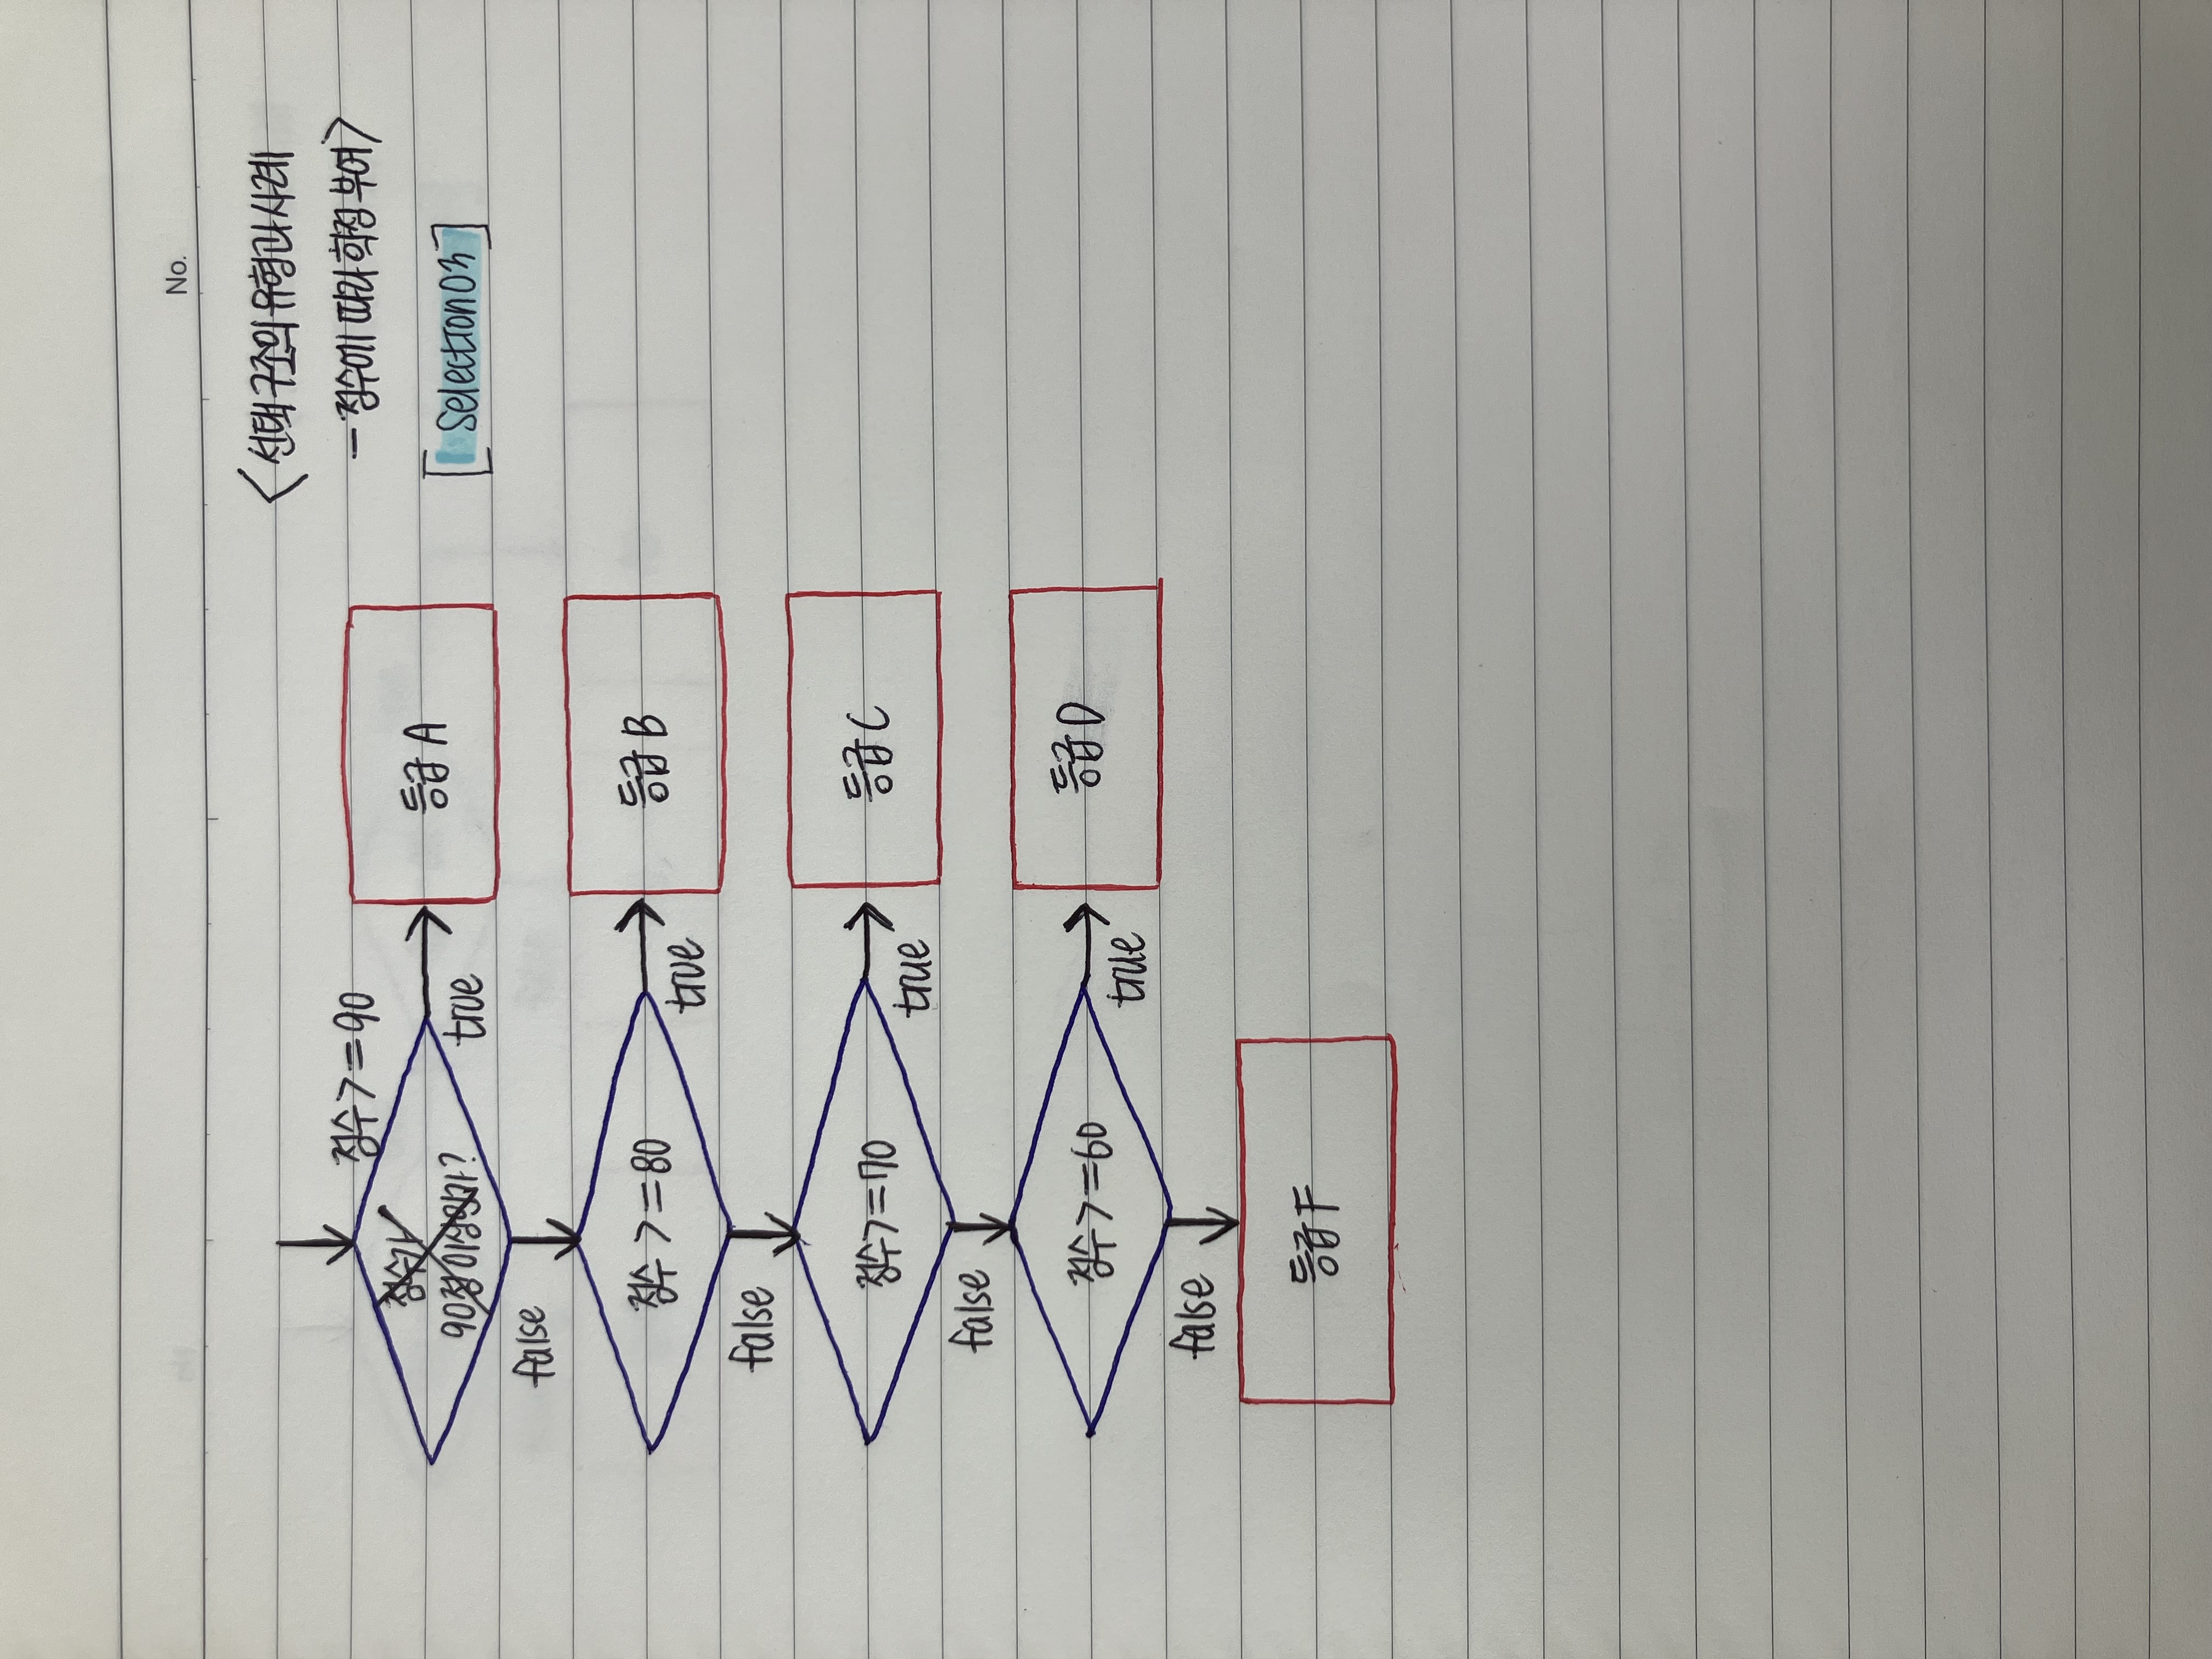 No.
<선택구조의 유형과 사례
- 점수에 따라 학점 부여>
[Selection03]
점수>=90
점수가
90점 이상인가?
true
등급 A
false
점수>=80
true
등급 B
false
점수>=70
true
등급 C
false
점수>=60
true
등급 D
false
등급 F